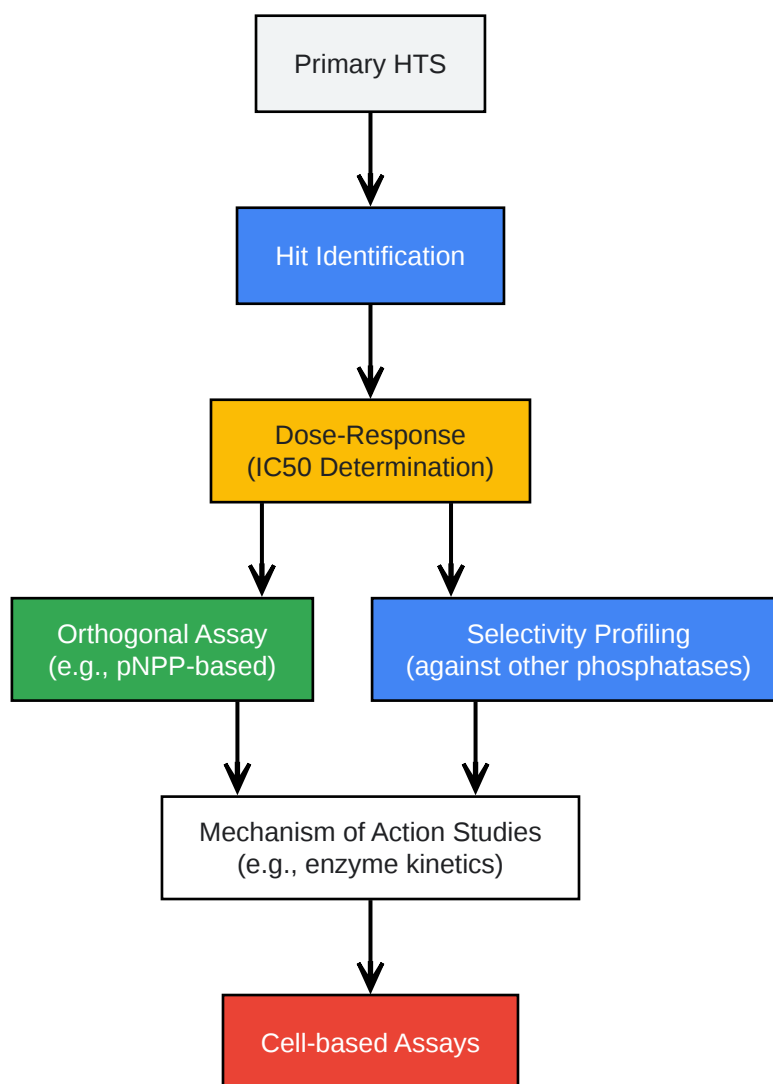 Primary HTS
Hit Identification
Dose-Response
(IC50 Determination)
Orthogonal Assay
(e.g., pNPP-based)
Selectivity Profiling
(against other phosphatases)
Mechanism of Action Studies
(e.g., enzyme kinetics)
Cell-based Assays